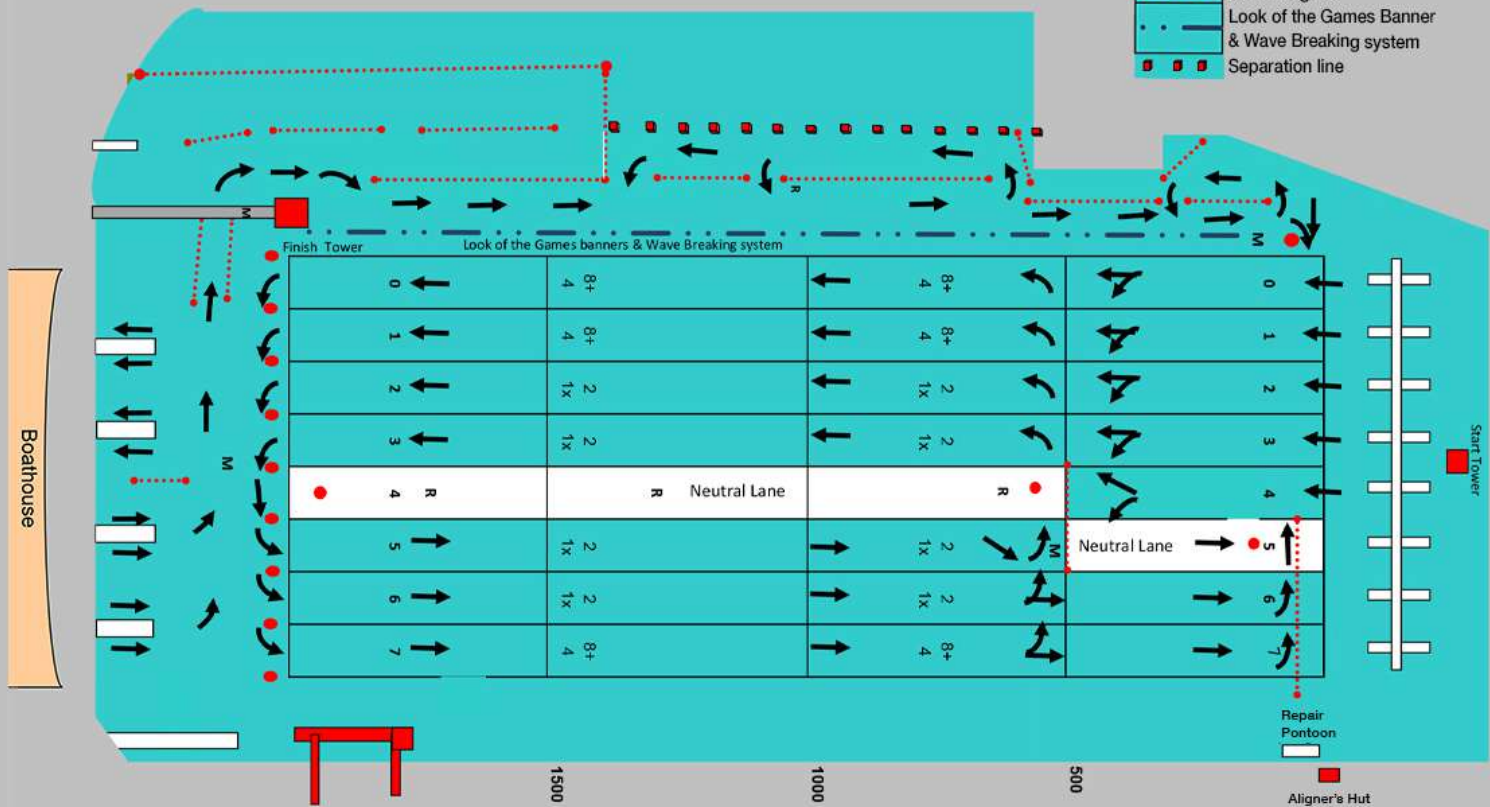 Look of the Games Banner
& Wave Breaking system
Separation line
R
M
Finish Tower
Look of the Games banners & Wave Breaking system
M
0
4 8+
4 8+
0
1
4 8+
4 8+
1
2
1x 2
1x 2
2
3
1x 2
1x 2
3
M
4
R
R
Neutral Lane
R
4
5
1x 2
1x 2
M
Neutral Lane
5
6
1x 2
1x 2
6
7
4 8+
4 8+
7
Boathouse
Start Tower
Repair
Pontoon
1500
1000
500
Aligner's Hut